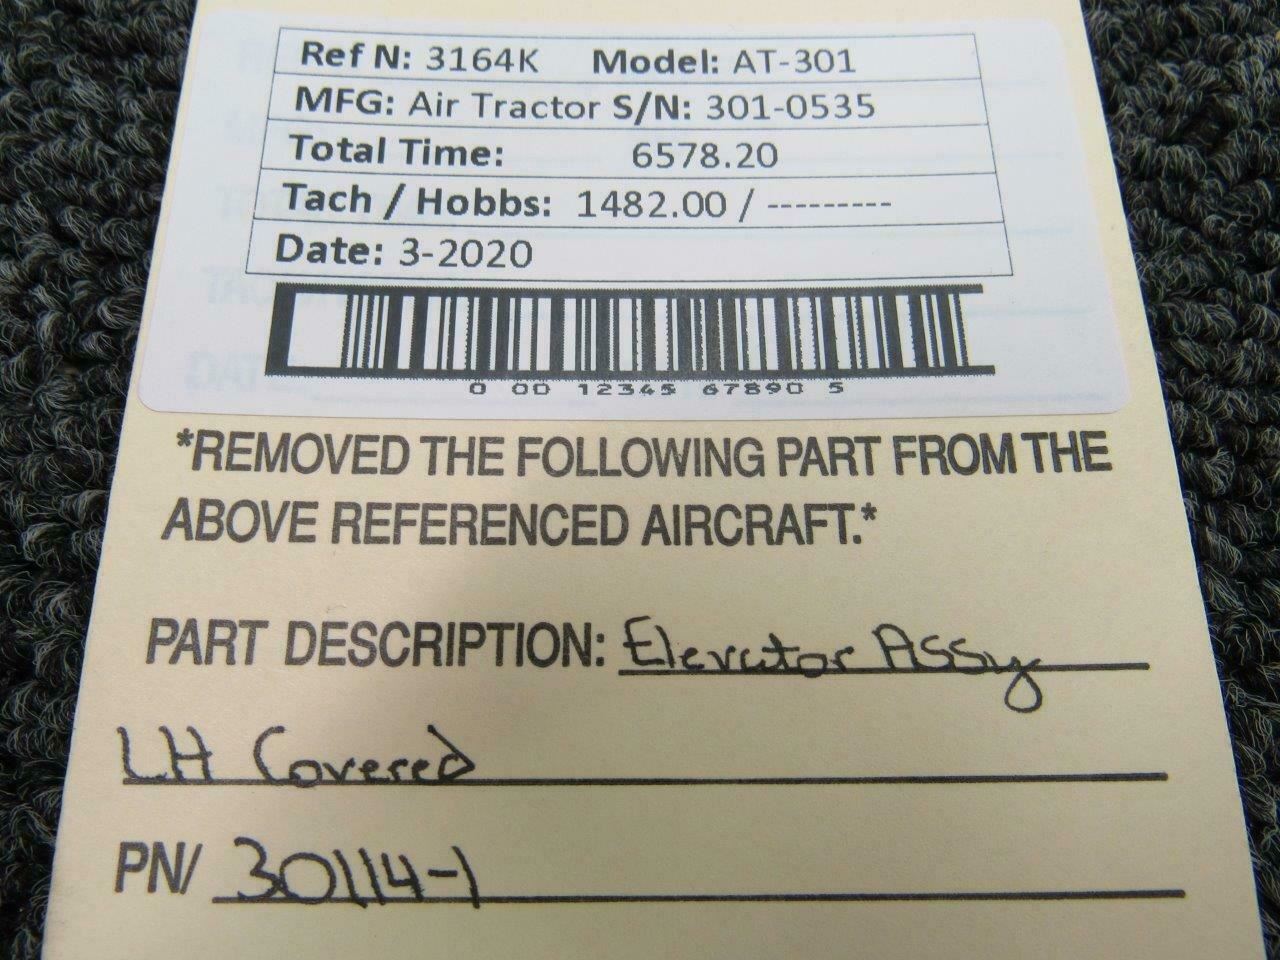 Ref N: 3164K Model: AT-301
MFG: Air Tractor S/N: 301-0535
Total Time: 6578.20
Tach / Hobbs: 1482.00 / ---------
Date: 3-2020
0 00 12345 67890 5
*REMOVED THE FOLLOWING PART FROM THE
ABOVE REFERENCED AIRCRAFT.*
PART DESCRIPTION: Elevator Assy
LH Covered
PN/ 30114-1